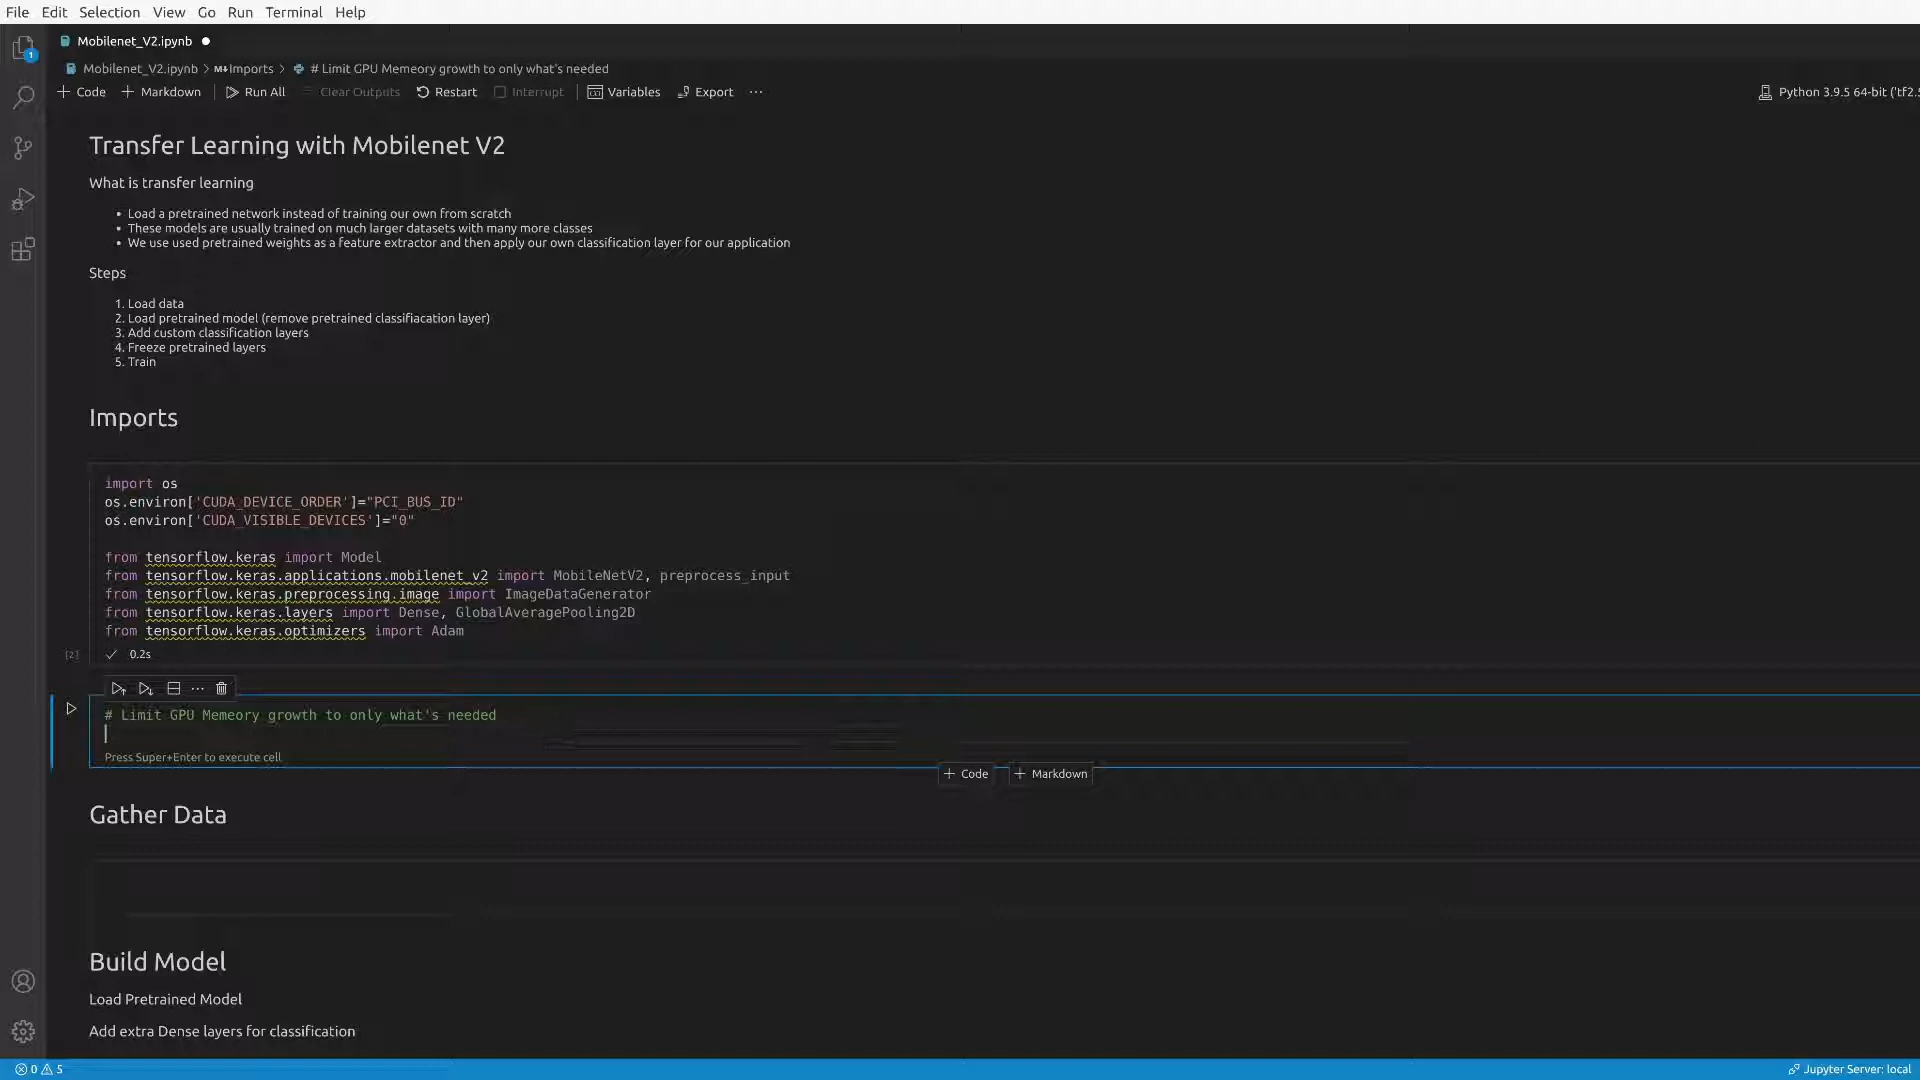 File Edit Selection View Go Run Terminal Help
1
Mobilenet_V2.ipynb
Mobilenet_V2.ipynb > M↓Imports > # Limit GPU Memeory growth to only what's needed
+ Code + Markdown Run All Clear Outputs Restart Interrupt Variables Export ... Python 3.9.5 64-bit ('tf2.5
Transfer Learning with Mobilenet V2
What is transfer learning
• Load a pretrained network instead of training our own from scratch
• These models are usually trained on much larger datasets with many more classes
• We use used pretrained weights as a feature extractor and then apply our own classification layer for our application
Steps
1. Load data
2. Load pretrained model (remove pretrained classifiacation layer)
3. Add custom classification layers
4. Freeze pretrained layers
5. Train
Imports
import os
os.environ['CUDA_DEVICE_ORDER']="PCI_BUS_ID"
os.environ['CUDA_VISIBLE_DEVICES']="0"
from tensorflow.keras import Model
from tensorflow.keras.applications.mobilenet_v2 import MobileNetV2, preprocess_input
from tensorflow.keras.preprocessing.image import ImageDataGenerator
from tensorflow.keras.layers import Dense, GlobalAveragePooling2D
from tensorflow.keras.optimizers import Adam
[2] ✓ 0.2s
# Limit GPU Memeory growth to only what's needed
Press Super+Enter to execute cell
+ Code + Markdown
Gather Data
Build Model
Load Pretrained Model
Add extra Dense layers for classification
0 5 Jupyter Server: local